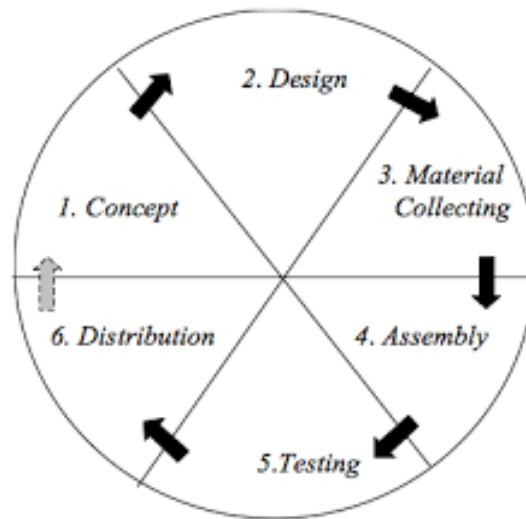 1. Concept
2. Design
3. Material
Collecting
4. Assembly
5.Testing
6. Distribution